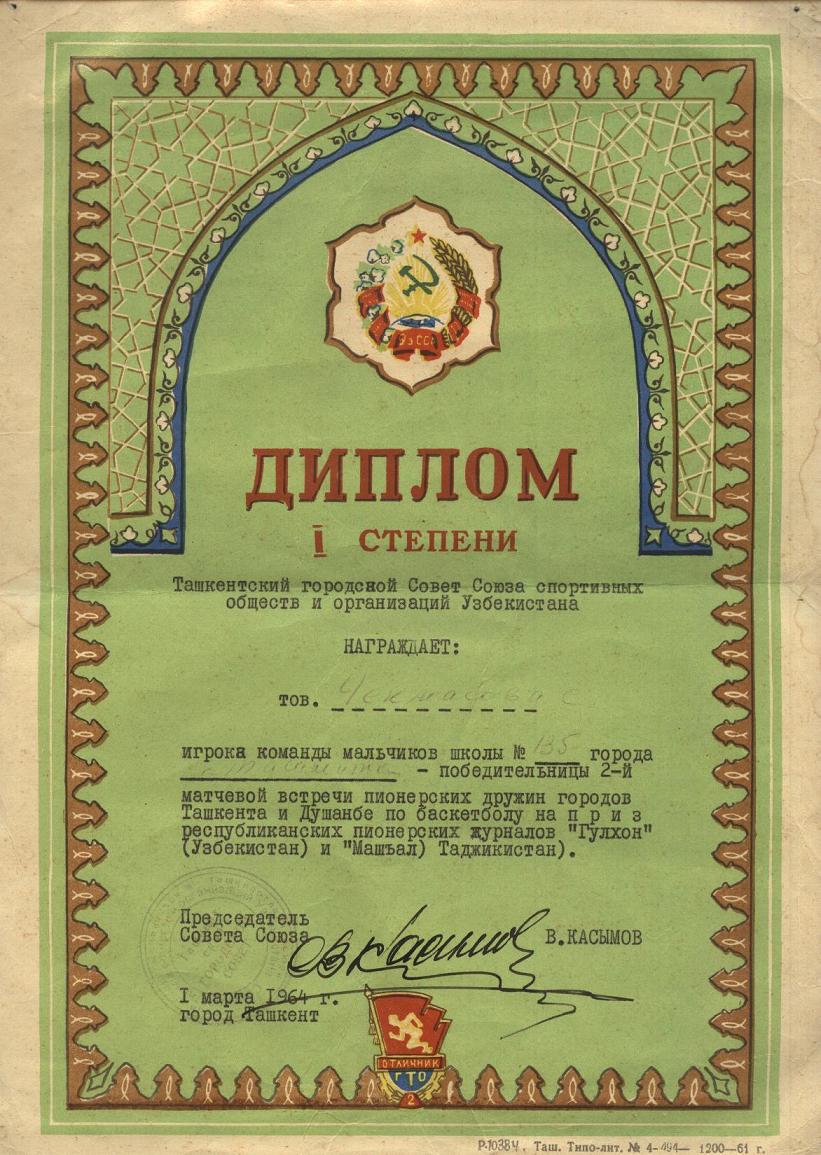 УзССР
ДИПЛОМ
I СТЕПЕНИ
Ташкентский городсной Совет Союза спортивных
обществ и организаций Узбекистана
НАГРАЖДАЕТ:
тов.
игрока команды мальчиков школы № 135 города
- победительницы 2-й
матчевой встречи пионерских дружин городов
Ташкента и Душанбе по баскетболу на п р и з
республиканских пионерских журналов "Гулхон"
(Узбекистан) и "Машъал) Таджикистан).
Председатель
Совета Союза
В.КАСЫМОВ
I марта 1964 г.
город Ташкент
ОТЛИЧНИК
ГТО
2
Р-10384. Таш. Типо-лит. № 4-494— 1200—61 г.